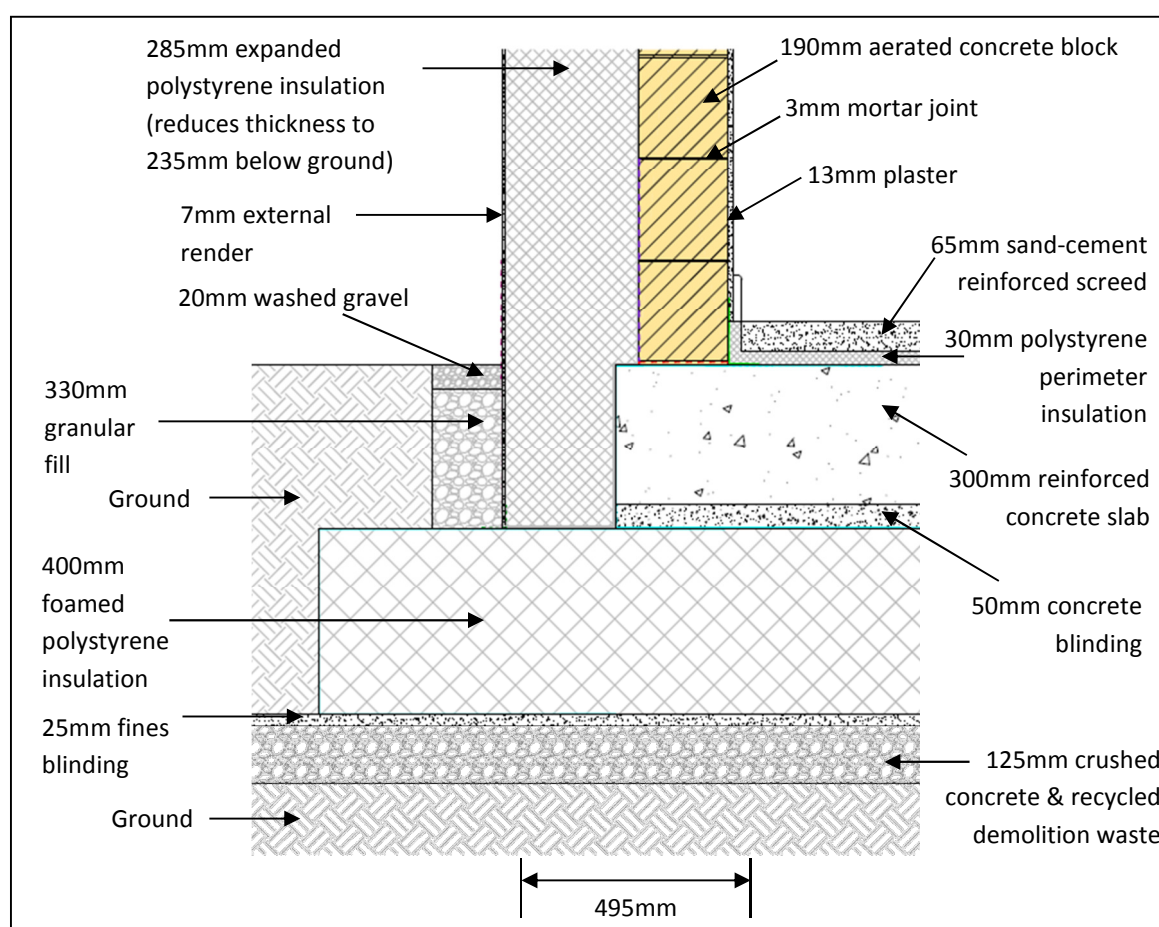 285mm expanded
polystyrene insulation
(reduces thickness to
235mm below ground)
7mm external
render
20mm washed gravel
330mm
granular
fill
Ground
400mm
foamed
polystyrene
insulation
25mm fines
blinding
Ground
190mm aerated concrete block
3mm mortar joint
13mm plaster
65mm sand-cement
reinforced screed
30mm polystyrene
perimeter
insulation
300mm reinforced
concrete slab
50mm concrete
blinding
125mm crushed
concrete & recycled
demolition waste
495mm